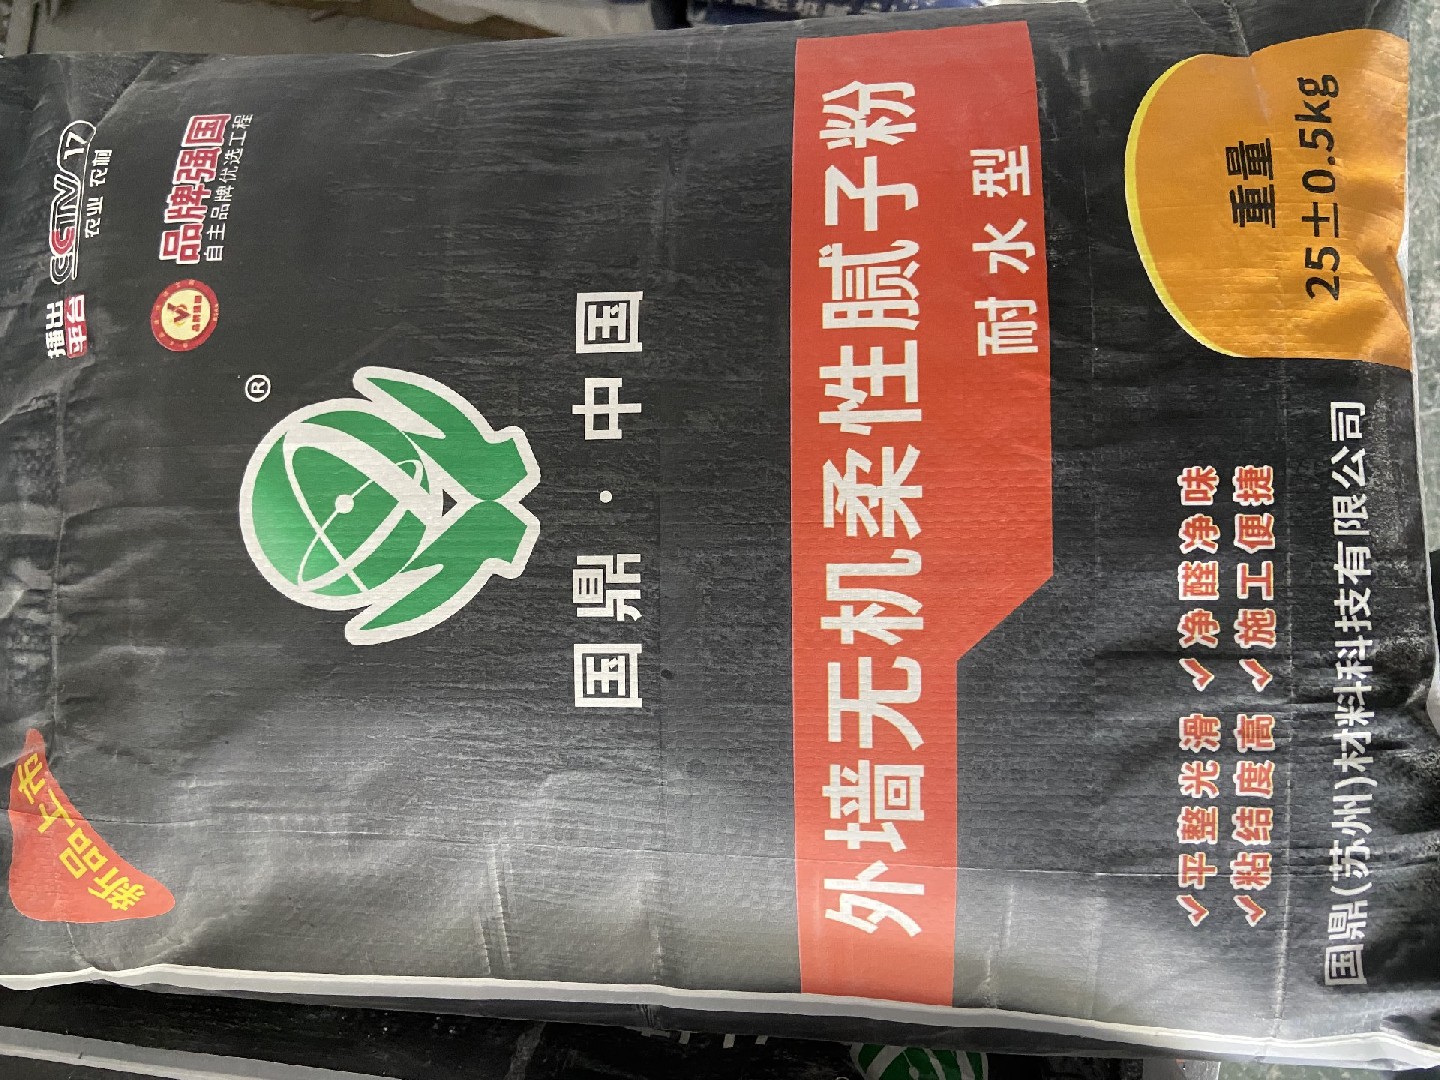 新品上市
播出
平台
CCTV 17
农业 农村
品牌强国
自主品牌优选工程
®
国鼎·中国
外墙无机柔性腻子粉
耐水型
✓平整光滑 ✓净醛净味
✓粘结度高 ✓施工便捷
重量
25±0.5kg
国鼎(苏州)材料科技有限公司